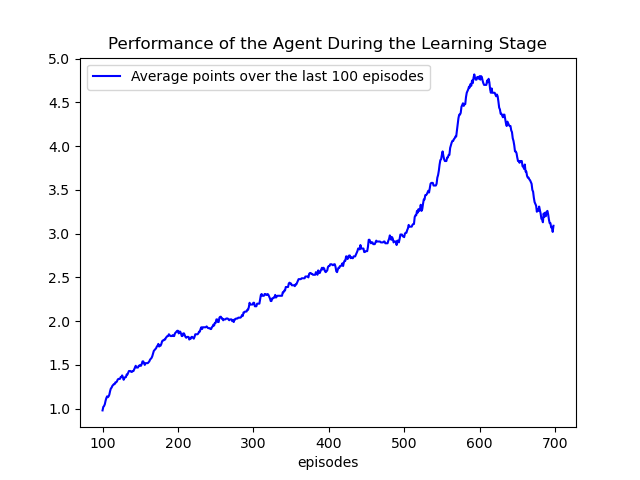 Performance of the Agent During the Learning Stage
Average points over the last 100 episodes
5.0
4.5
4.0
3.5
3.0
2.5
2.0
1.5
1.0
100 200 300 400 500 600 700
episodes